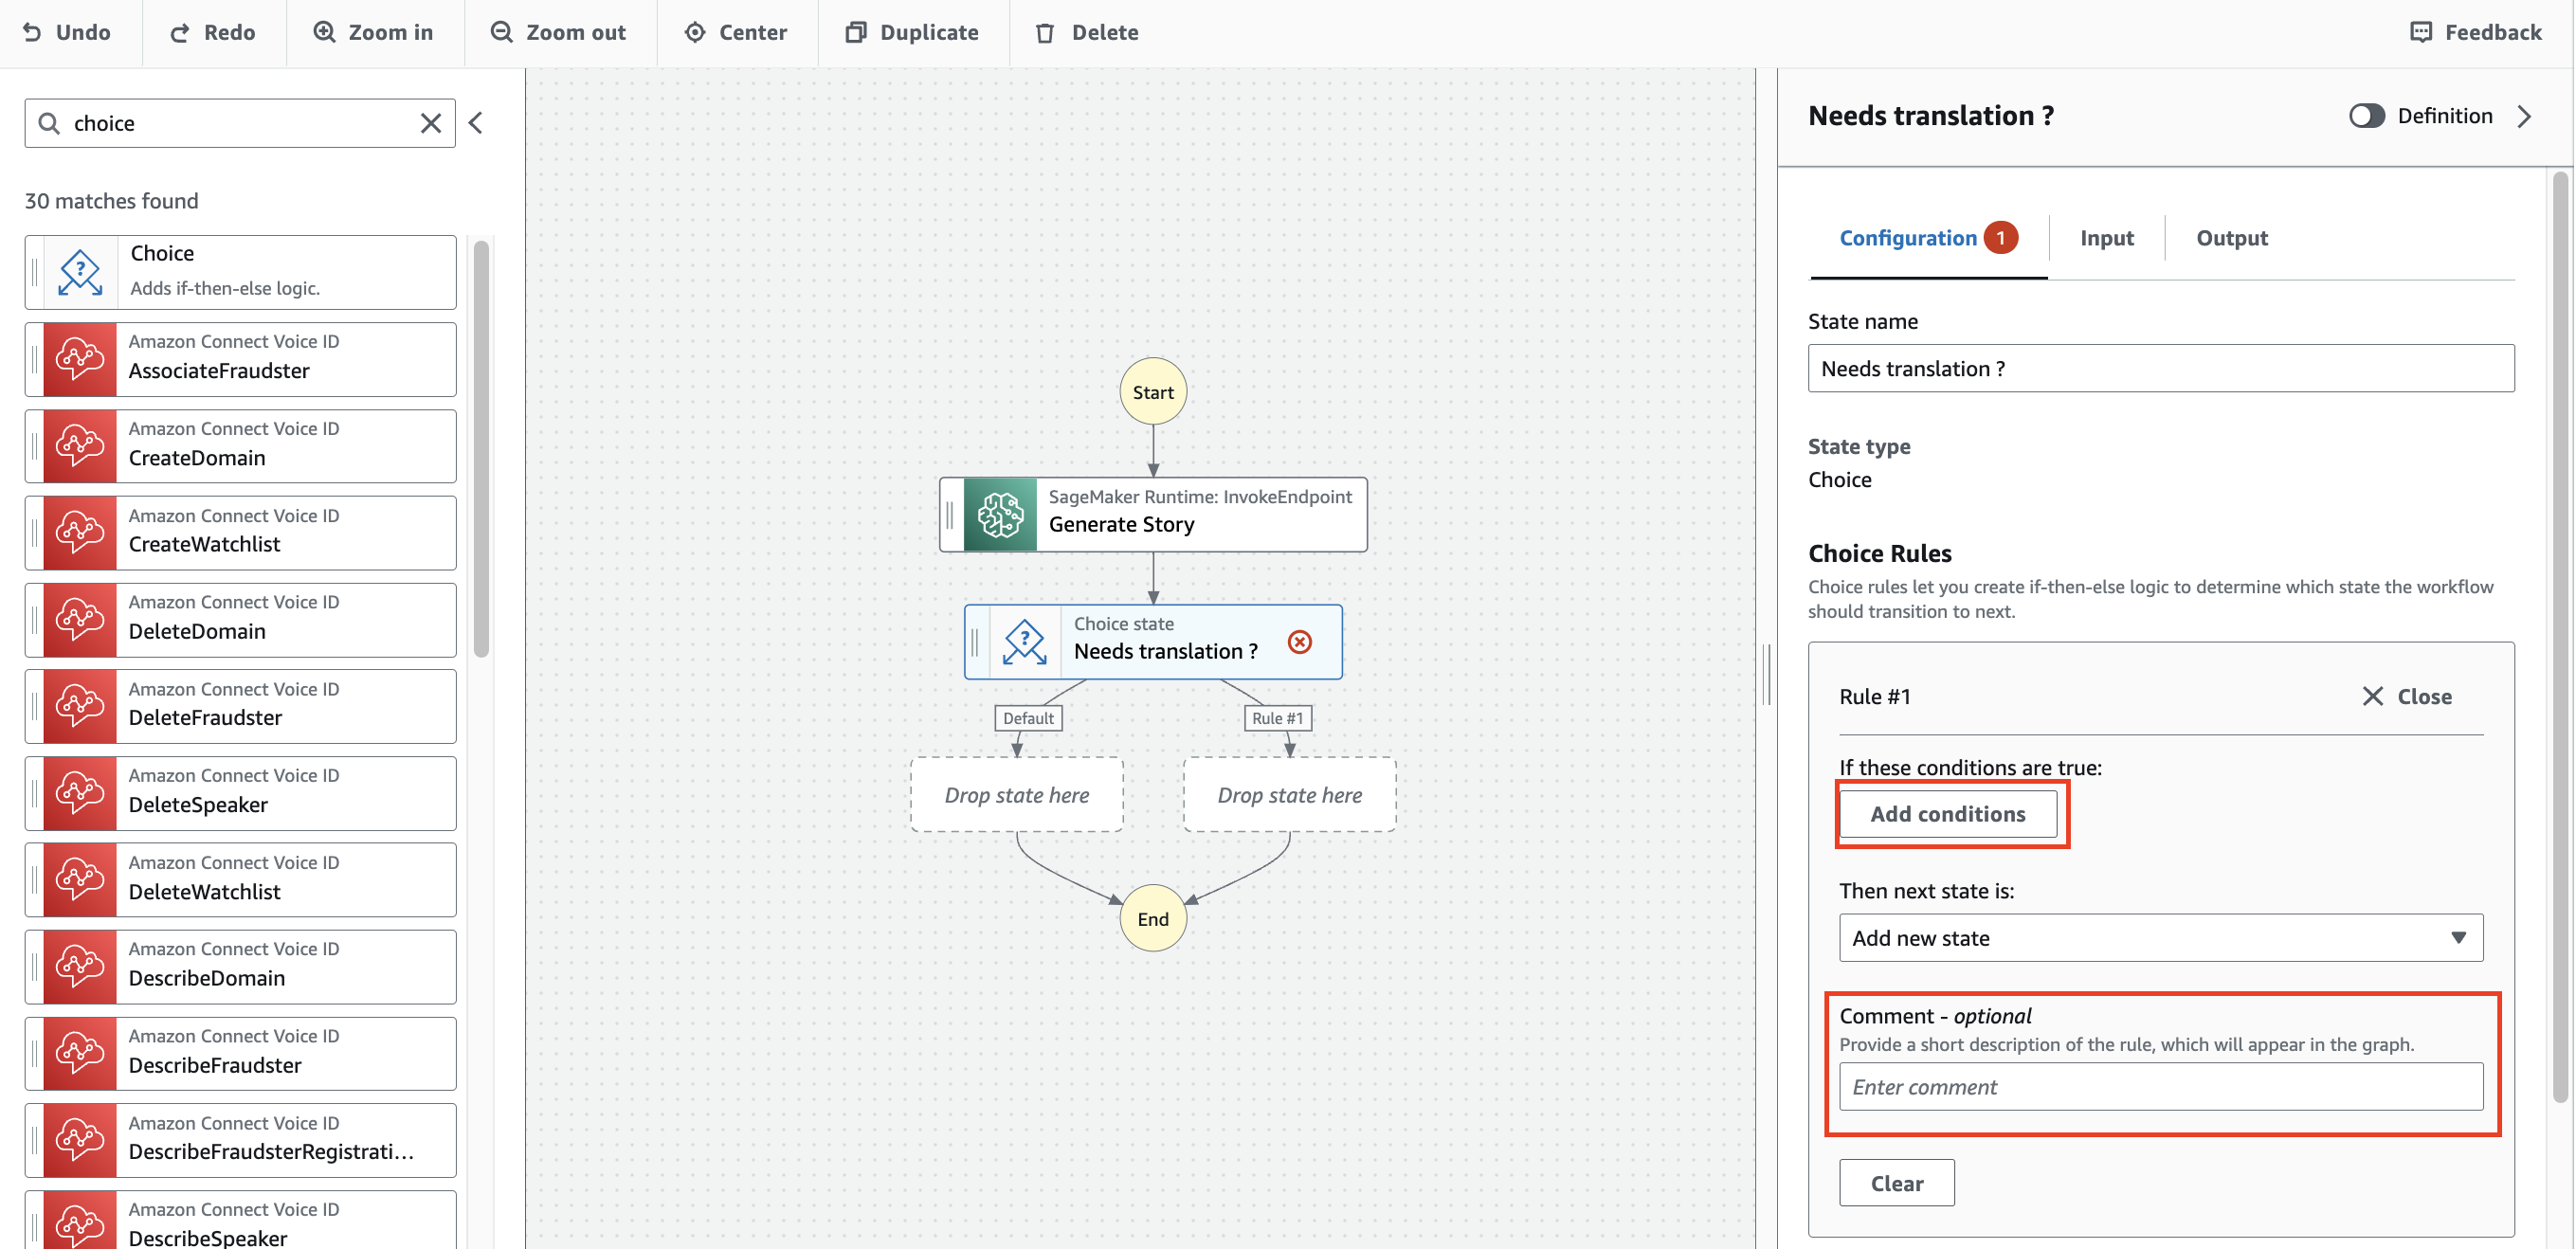 Undo
Redo
Zoom in
Zoom out
Center
Duplicate
Delete
Feedback
choice
30 matches found
Choice
Adds if-then-else logic.
Amazon Connect Voice ID
AssociateFraudster
Amazon Connect Voice ID
CreateDomain
Amazon Connect Voice ID
CreateWatchlist
Amazon Connect Voice ID
DeleteDomain
Amazon Connect Voice ID
DeleteFraudster
Amazon Connect Voice ID
DeleteSpeaker
Amazon Connect Voice ID
DeleteWatchlist
Amazon Connect Voice ID
DescribeDomain
Amazon Connect Voice ID
DescribeFraudster
Amazon Connect Voice ID
DescribeFraudsterRegistrati...
Amazon Connect Voice ID
DescribeSpeaker
Start
SageMaker Runtime: InvokeEndpoint
Generate Story
?
Choice state
Needs translation ?
Default
Rule #1
Drop state here
Drop state here
End
Needs translation ?
Definition
Configuration 1
Input
Output
State name
Needs translation ?
State type
Choice
Choice Rules
Choice rules let you create if-then-else logic to determine which state the workflow
should transition to next.
Rule #1
Close
If these conditions are true:
Add conditions
Then next state is:
Add new state
Comment - optional
Provide a short description of the rule, which will appear in the graph.
Enter comment
Clear